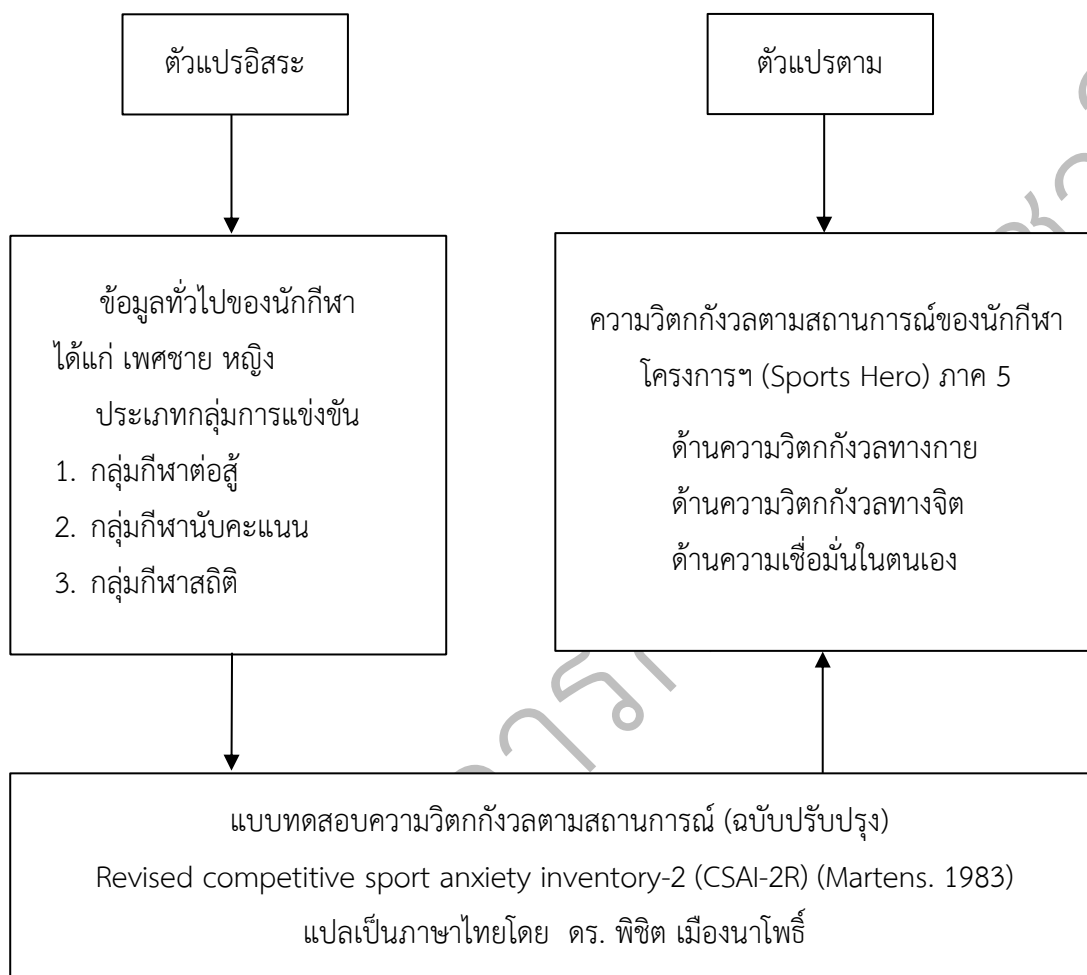 ตัวแปรอิสระ
ตัวแปรตาม
ข้อมูลทั่วไปของนักกีฬา
ได้แก่ เพศชาย หญิง
ประเภทกลุ่มการแข่งขัน
1. กลุ่มกีฬาต่อสู้
2. กลุ่มกีฬานับคะแนน
3. กลุ่มกีฬาสถิติ
ความวิตกกังวลตามสถานการณ์ของนักกีฬา
โครงการฯ (Sports Hero) ภาค 5
ด้านความวิตกกังวลทางกาย
ด้านความวิตกกังวลทางจิต
ด้านความเชื่อมั่นในตนเอง
แบบทดสอบความวิตกกังวลตามสถานการณ์ (ฉบับปรับปรุง)
Revised competitive sport anxiety inventory-2 (CSAI-2R) (Martens. 1983)
แปลเป็นภาษาไทยโดย ดร. พิชิต เมืองนาโพธิ์